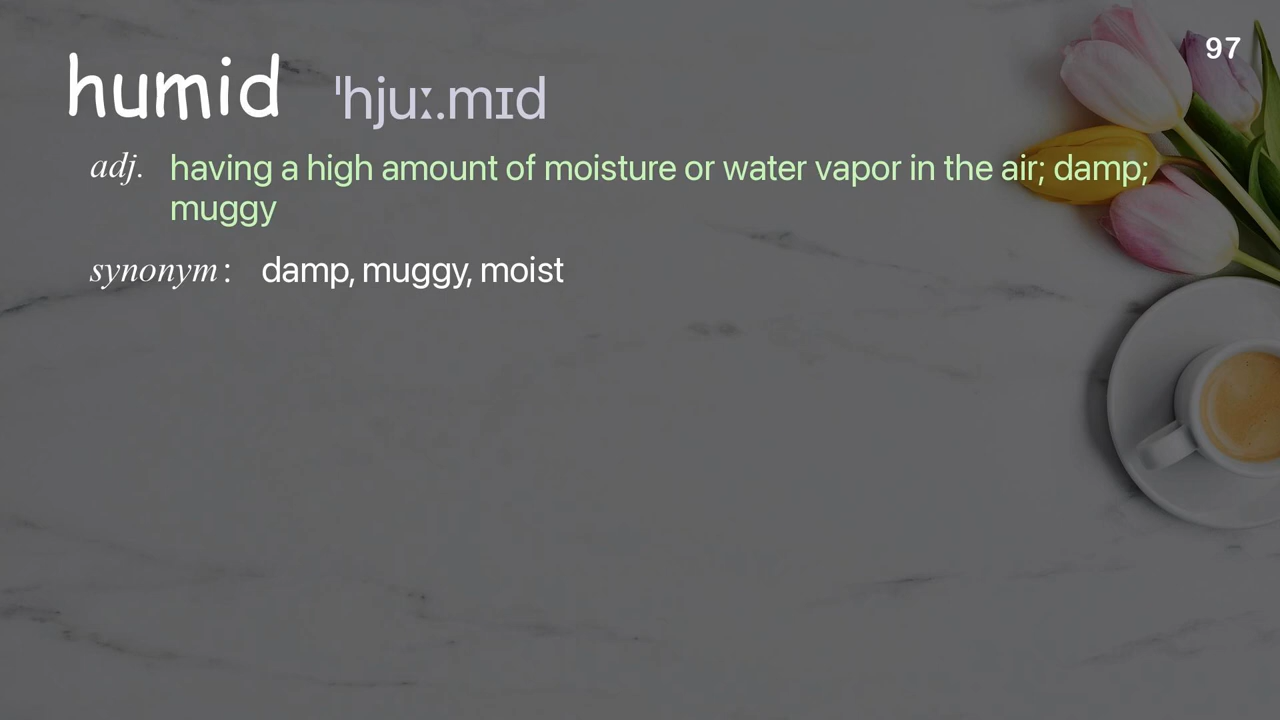 97
humid ˈhjuː.mɪd
adj. having a high amount of moisture or water vapor in the air; damp;
muggy
synonym: damp, muggy, moist